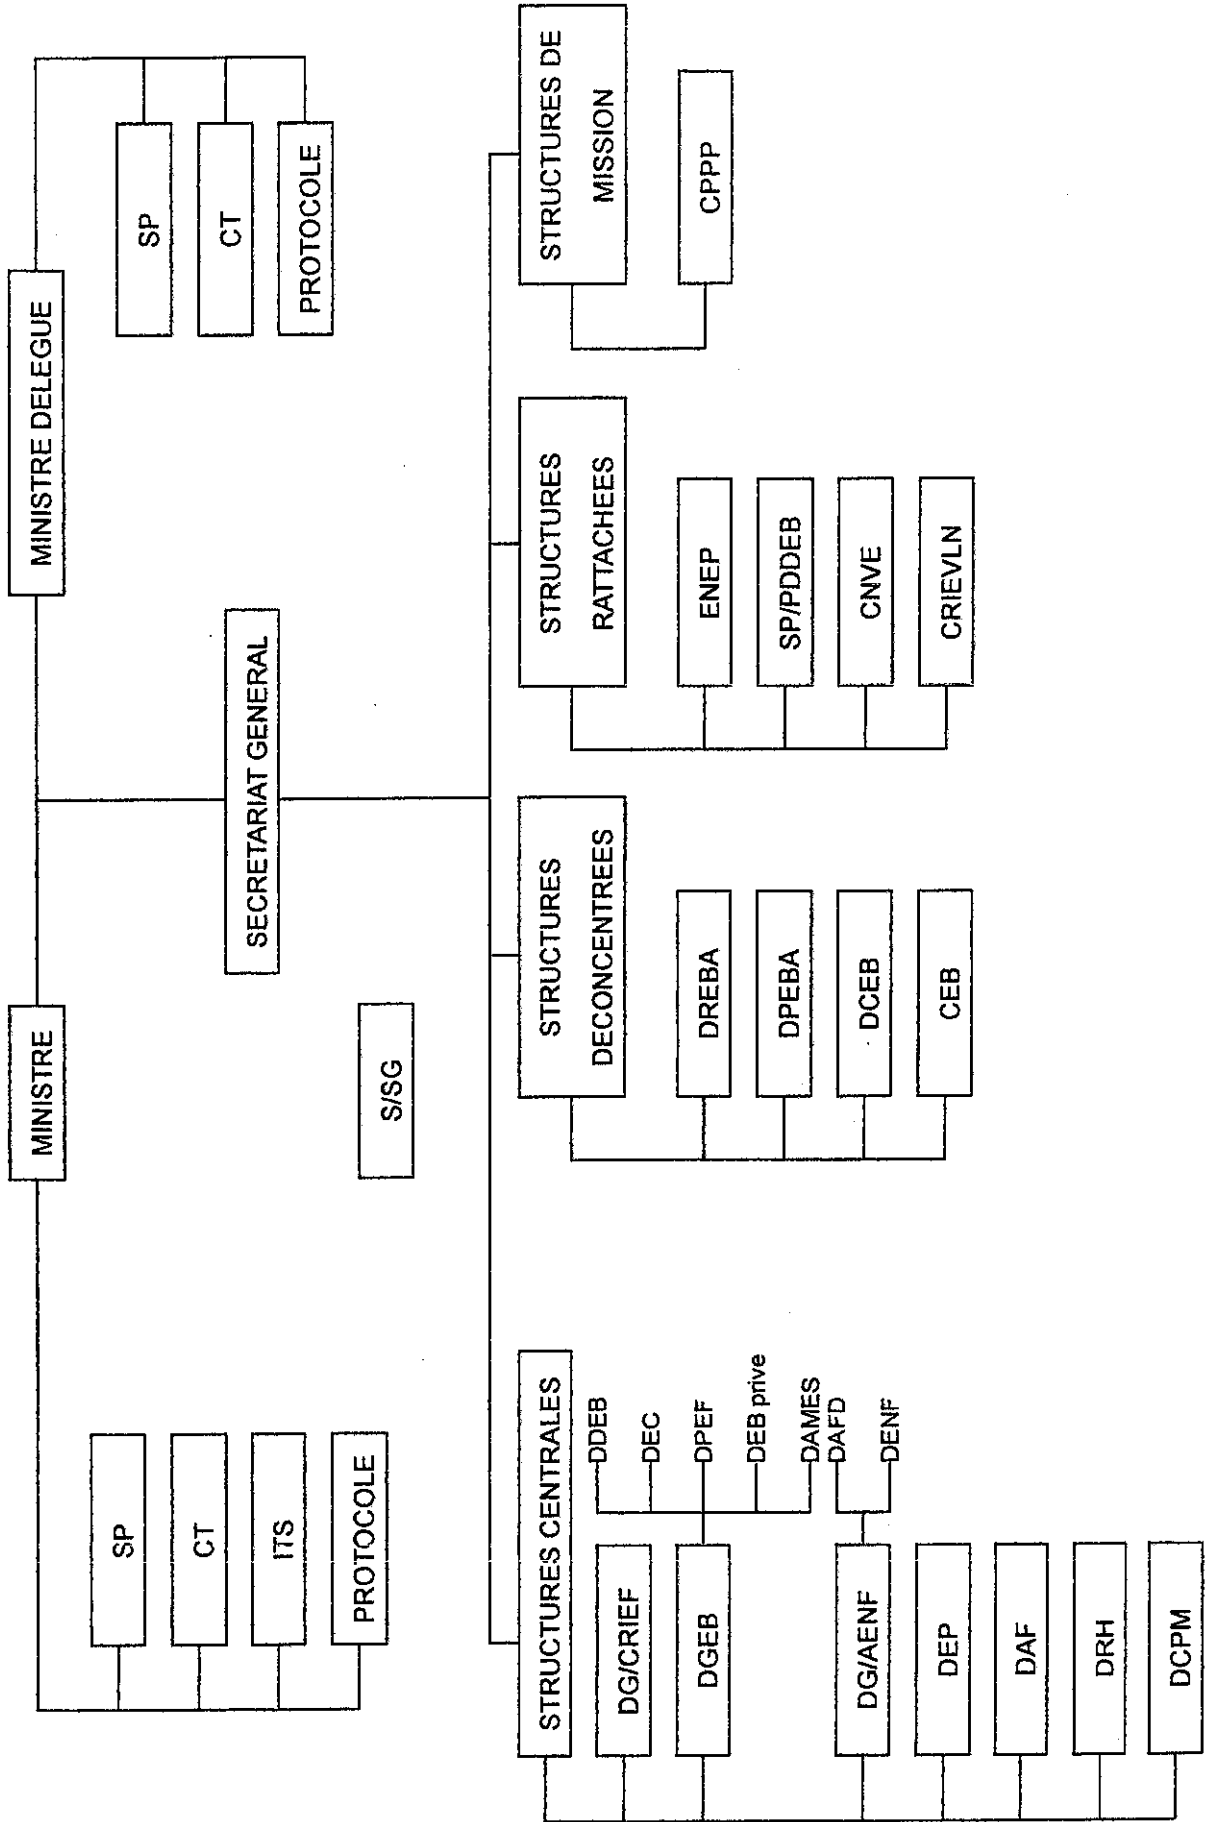 MINISTRE
MINISTRE DELEGUE
SP
CT
ITS
PROTOCOLE
SP
CT
PROTOCOLE
SECRETARIAT GENERAL
S/SG
STRUCTURES CENTRALES
DG/CRIEF
DGEB
DDEB
DEC
DPEF
DEB prive
DAMES
DG/AENF
DAFD
DENF
DEP
DAF
DRH
DCPM
STRUCTURES
DECONCENTREES
DREBA
DPEBA
DCEB
CEB
STRUCTURES
RATTACHEES
ENEP
SP/PDDEB
CNVE
CRIEVLN
STRUCTURES DE
MISSION
CPPP